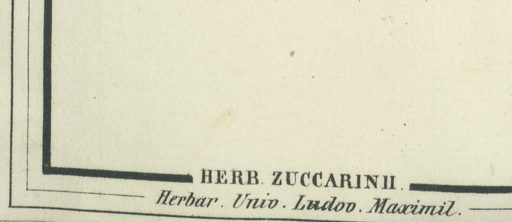 HERB. ZUCCARINII.
Herbar. Univ. Ludov. Maximil.